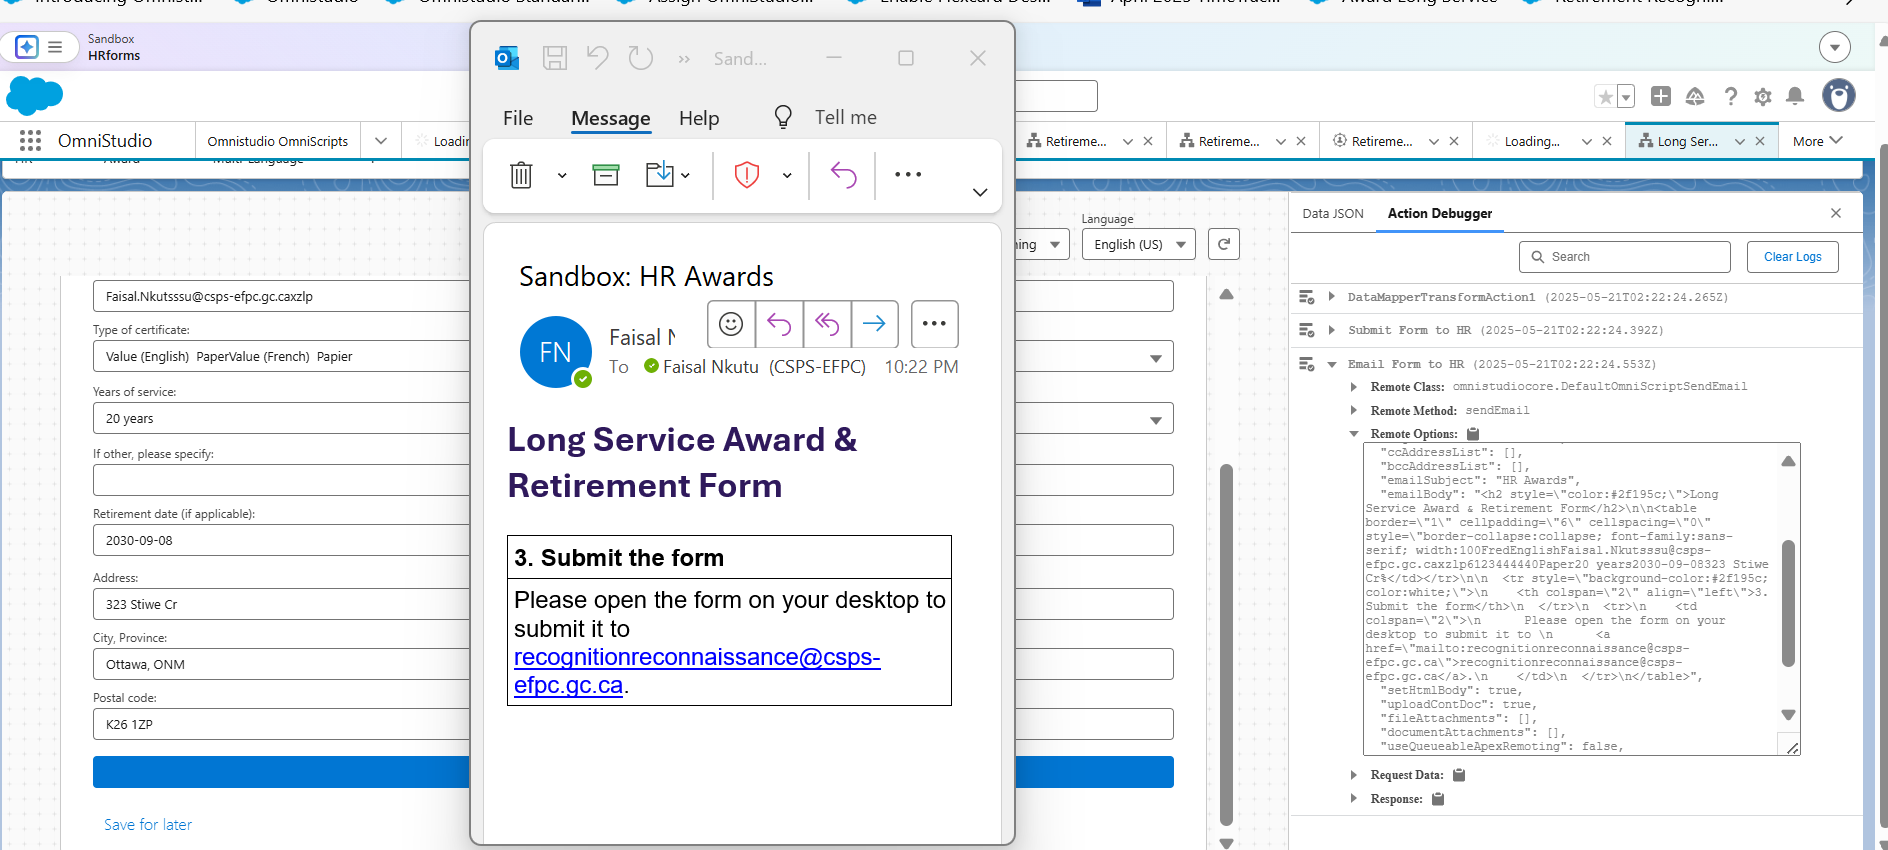 Sandbox
HRforms
OmniStudio
Omnistudio OmniScripts
Retireme...
Retireme...
Retireme...
Loading...
Long Ser...
More
Faisal.Nkutsssu@csps-efpc.gc.caxzlp
Type of certificate:
Value (English)  PaperValue (French)  Papier
Years of service:
20 years
If other, please specify:
Retirement date (if applicable):
2030-09-08
Address:
323 Stiwe Cr
City, Province:
Ottawa, ONM
Postal code:
K26 1ZP
Save for later
Sand...
File
Message
Help
Tell me
Sandbox: HR Awards
FN
Faisal N
To
Faisal Nkutu (CSPS-EFPC)
10:22 PM
Long Service Award &
Retirement Form
3. Submit the form
Please open the form on your desktop to
submit it to
recognitionreconnaissance@csps-
efpc.gc.ca.
Language
English (US)
Data JSON
Action Debugger
Search
Clear Logs
DataMapperTransformAction1 (2025-05-21T02:22:24.265Z)
Submit Form to HR (2025-05-21T02:22:24.392Z)
Email Form to HR (2025-05-21T02:22:24.553Z)
Remote Class: omnistudiocore.DefaultOmniScriptSendEmail
Remote Method: sendEmail
Remote Options:
"ccAddressList": [],
"bccAddressList": [],
"emailSubject": "HR Awards",
"emailBody": "<h2 style=\"color:#2f195c;\">Long
Service Award & Retirement Form</h2>\n\n<table
border=\"1\" cellpadding=\"6\" cellspacing=\"0\"
style=\"border-collapse:collapse; font-family:sans-
serif; width:100FredEnglishFaisal.Nkutsssu@csps-
efpc.gc.caxzlp6123444440Paper20 years2030-09-08323 Stiwe
Cr%</td></tr>\n\n  <tr style=\"background-color:#2f195c;
color:white;\">\n    <th colspan=\"2\" align=\"left\">3.
Submit the form</th>\n  </tr>\n  <tr>\n    <td
colspan=\"2\">\n      Please open the form on your
desktop to submit it to \n      <a
href=\"mailto:recognitionreconnaissance@csps-
efpc.gc.ca\">recognitionreconnaissance@csps-
efpc.gc.ca</a>.\n    </td>\n  </tr>\n</table>",
"setHtmlBody": true,
"uploadContDoc": true,
"fileAttachments": [],
"documentAttachments": [],
"useQueueableApexRemoting": false,
Request Data:
Response: